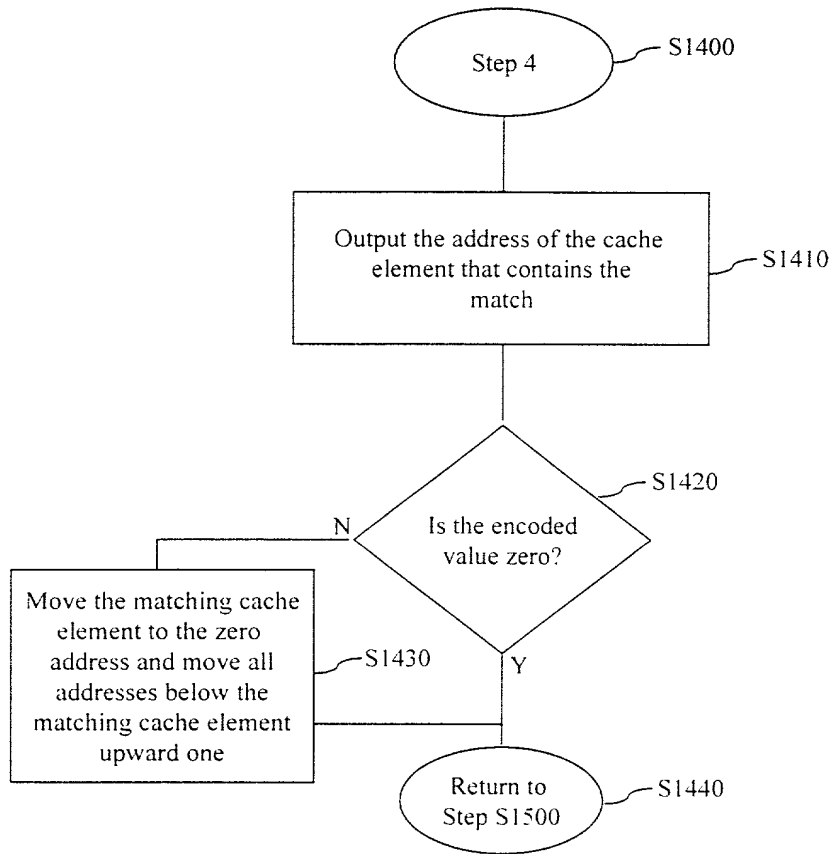 Step 4
S1400
Output the address of the cache
element that contains the
match
S1410
S1420
Is the encoded
value zero?
N
Y
Move the matching cache
element to the zero
address and move all
addresses below the
matching cache element
upward one
S1430
Return to
Step S1500
S1440